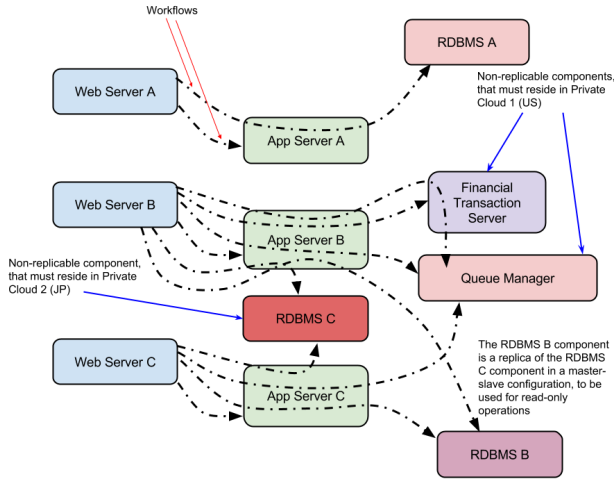 Workflows
RDBMS A
Non-replicable components,
that must reside in Private
Cloud 1 (US)
Web Server A
App Server A
Web Server B
Financial
Transaction
Server
App Server B
Non-replicable component,
that must reside in Private
Cloud 2 (JP)
Queue Manager
RDBMS C
Web Server C
The RDBMS B component
is a replica of the RDBMS
C component in a master-
slave configuration, to be
used for read-only
operations
App Server C
RDBMS B